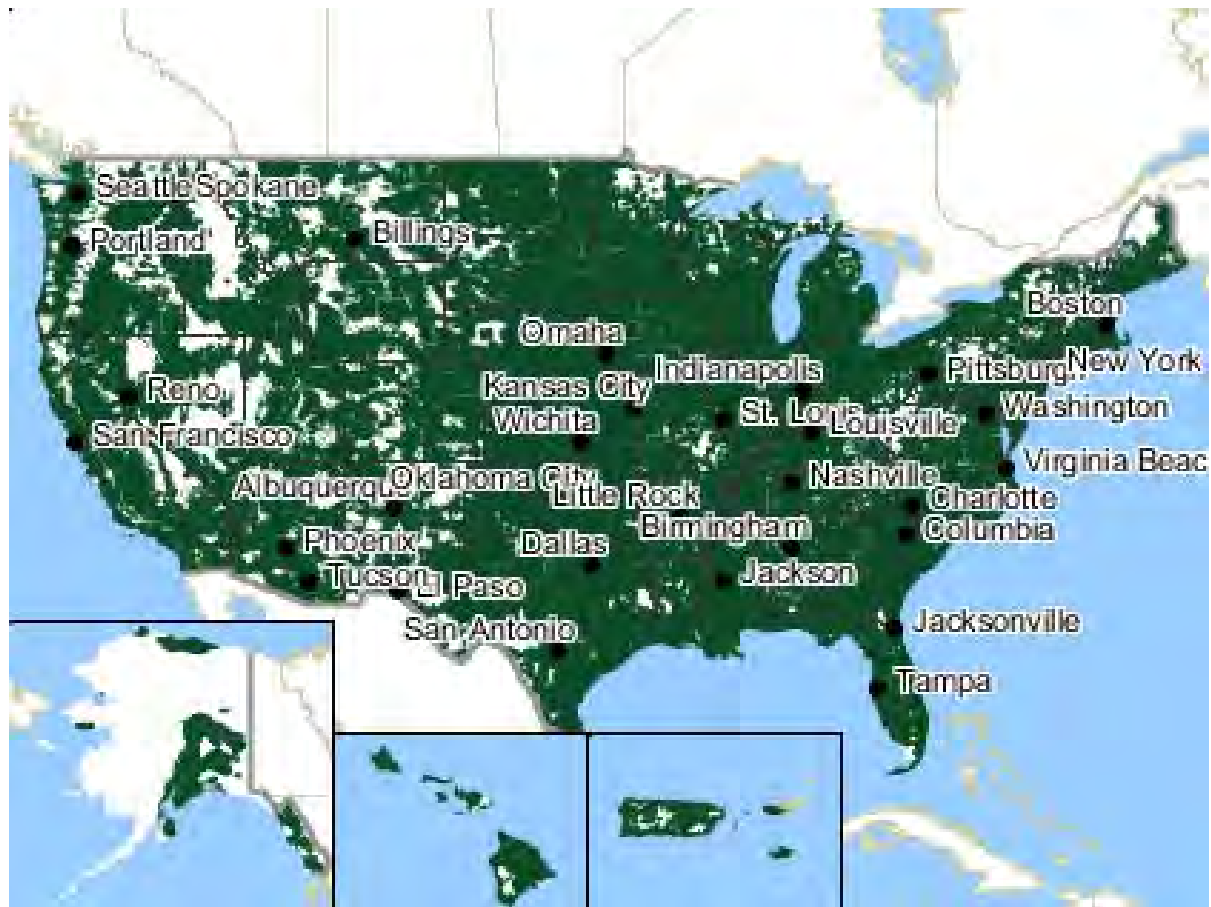 Seattle
Spokane
Portland
Billings
Boston
Omaha
Indianapolis
Pittsburg
New York
Kansas City
Reno
St. Louis
Washington
Wichita
Louisville
San Francisco
Virginia Beac
Albuquerque
Oklahoma City
Nashville
Little Rock
Charlotte
Birmingham
Columbia
Phoenix
Dallas
Tucson
El Paso
Jackson
San Antonio
Jacksonville
Tampa